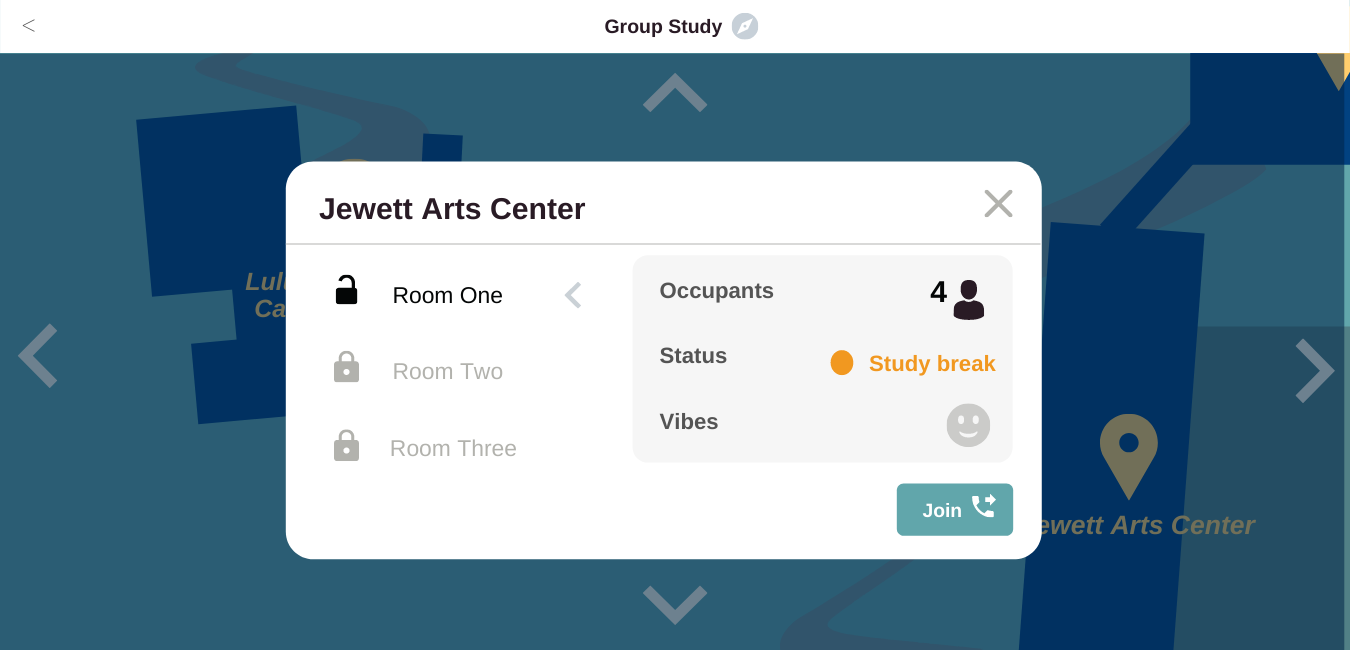 <
Group Study
Jewett Arts Center
Room One
Room Two
Room Three
Occupants
4
Status
Study break
Vibes
Join
Lul
Ca
ewett Arts Center